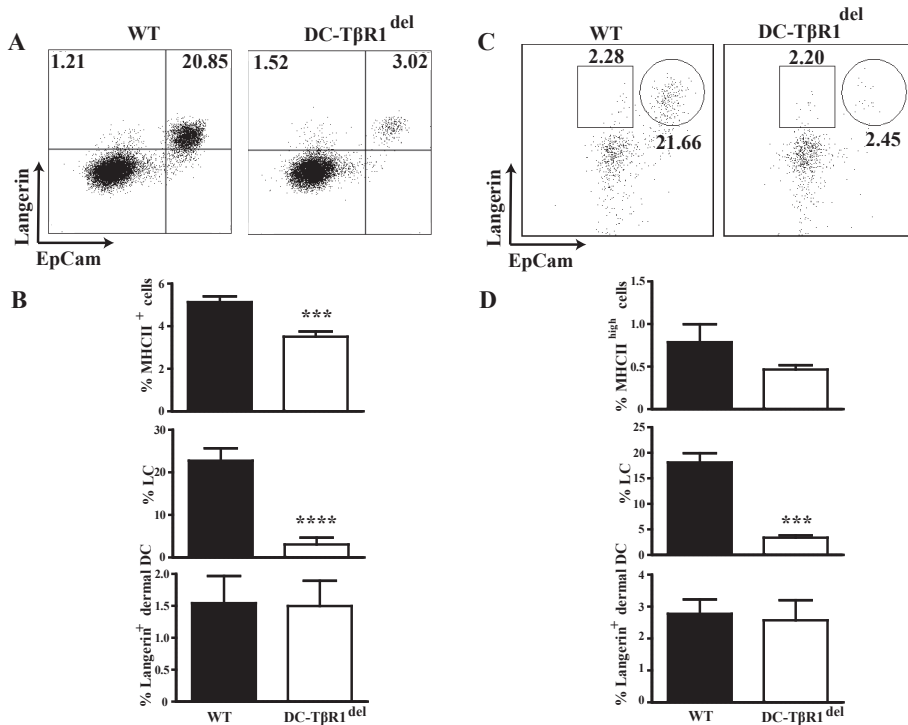 A
WT
DC-TβR1del
1.21
20.85
1.52
3.02
Langerin
EpCam
C
WT
DC-TβR1del
2.28
21.66
2.20
2.45
Langerin
EpCam
B
% MHCII+ cells
6
4
2
0
***
% LC
30
20
10
0
****
% Langerin+ dermal DC
2.0
1.5
1.0
0.5
0.0
WT
DC-TβR1del
D
% MHCII high cells
1.5
1.0
0.5
0
% LC
25
20
15
10
5
0
***
% Langerin+ dermal DC
4
3
2
1
0
WT
DC-TβR1del